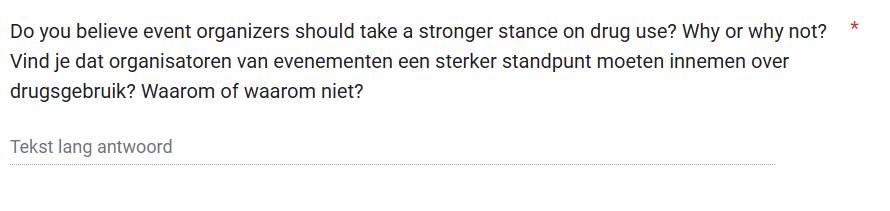 Do you believe event organizers should take a stronger stance on drug use? Why or why not? *
Vind je dat organisatoren van evenementen een sterker standpunt moeten innemen over
drugsgebruik? Waarom of waarom niet?
Tekst lang antwoord